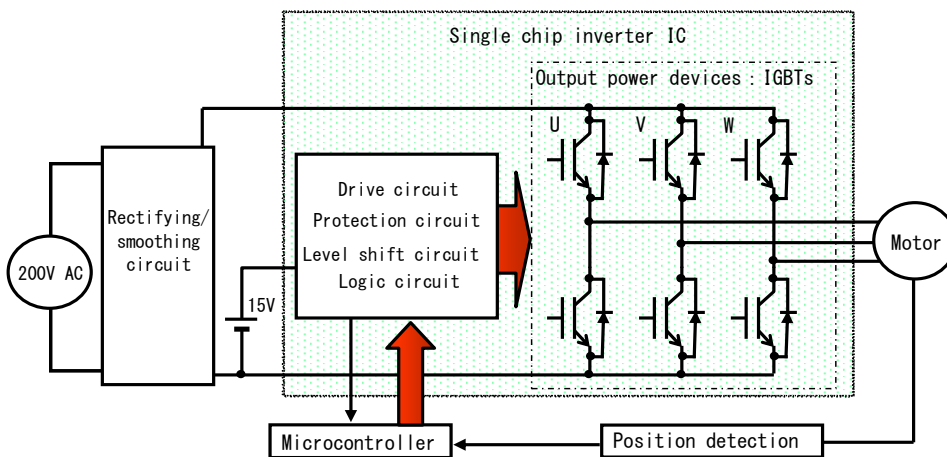 Single chip inverter IC
Output power devices : IGBTs
U
V
W
Drive circuit
Protection circuit
Level shift circuit
Logic circuit
Rectifying/
smoothing
circuit
200V AC
15V
Motor
Microcontroller
Position detection